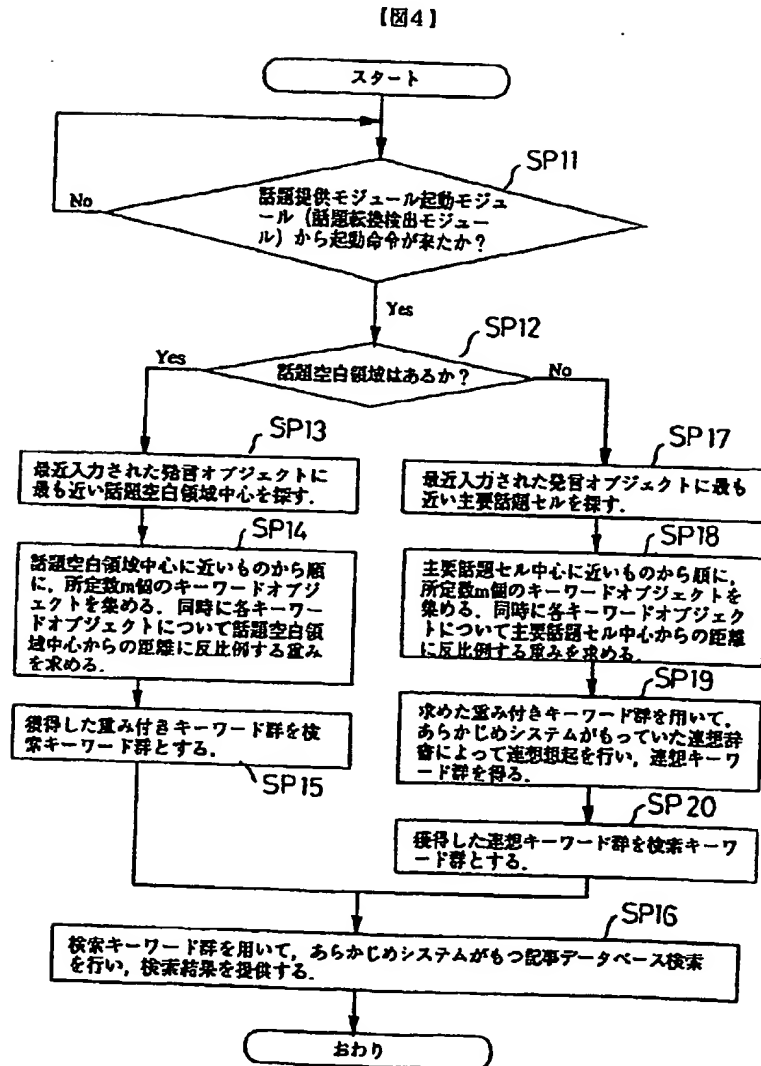 【図4】
スタート
SP11
No
話題提供モジュール起動モジュ
ール（話題転換検出モジュー
ル）から起動命令が来たか？
Yes
SP12
Yes
話題空白領域はあるか？
No
SP13
最近入力された発言オブジェクトに
最も近い話題空白領域中心を探す．
SP14
話題空白領域中心に近いものから順
に，所定数m個のキーワードオブジ
ェクトを集める．同時に各キーワー
ドオブジェクトについて話題空白領
域中心からの距離に反比例する重み
を求める．
獲得した重み付きキーワード群を検
索キーワード群とする．
SP15
SP17
最近入力された発言オブジェクトに最も
近い主要話題セルを探す．
SP18
主要話題セル中心に近いものから順に，
所定数m個のキーワードオブジェクトを
集める．同時に各キーワードオブジェク
トについて主要話題セル中心からの距離
に反比例する重みを求める．
SP19
求めた重み付きキーワード群を用いて，
あらかじめシステムがもっていた連想辞
書によって連想想起を行い，連想キーワ
ード群を得る．
SP20
獲得した連想キーワード群を検索キーワ
ード群とする．
SP16
検索キーワード群を用いて，あらかじめシステムがもつ記事データベース検索
を行い，検索結果を提供する．
おわり